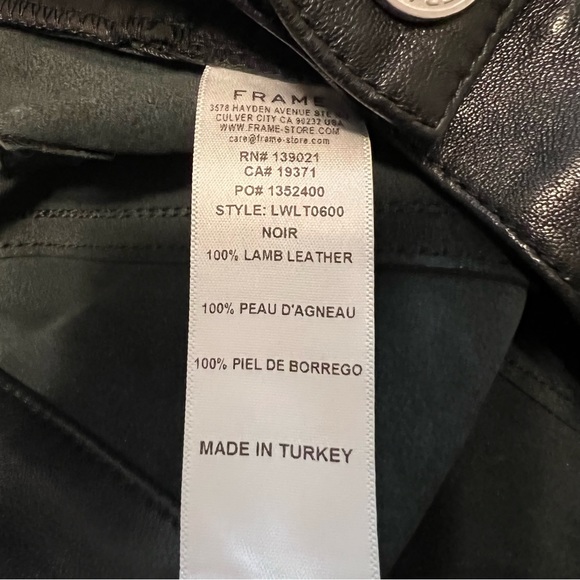 FRAME
3578 HAYDEN AVENUE STE
CULVER CITY CA 90232 USA
WWW.FRAME-STORE.COM
care@frame-store.com
RN# 139021
CA# 19371
PO# 1352400
STYLE: LWLT0600
NOIR
100% LAMB LEATHER
100% PEAU D'AGNEAU
100% PIEL DE BORREGO
MADE IN TURKEY